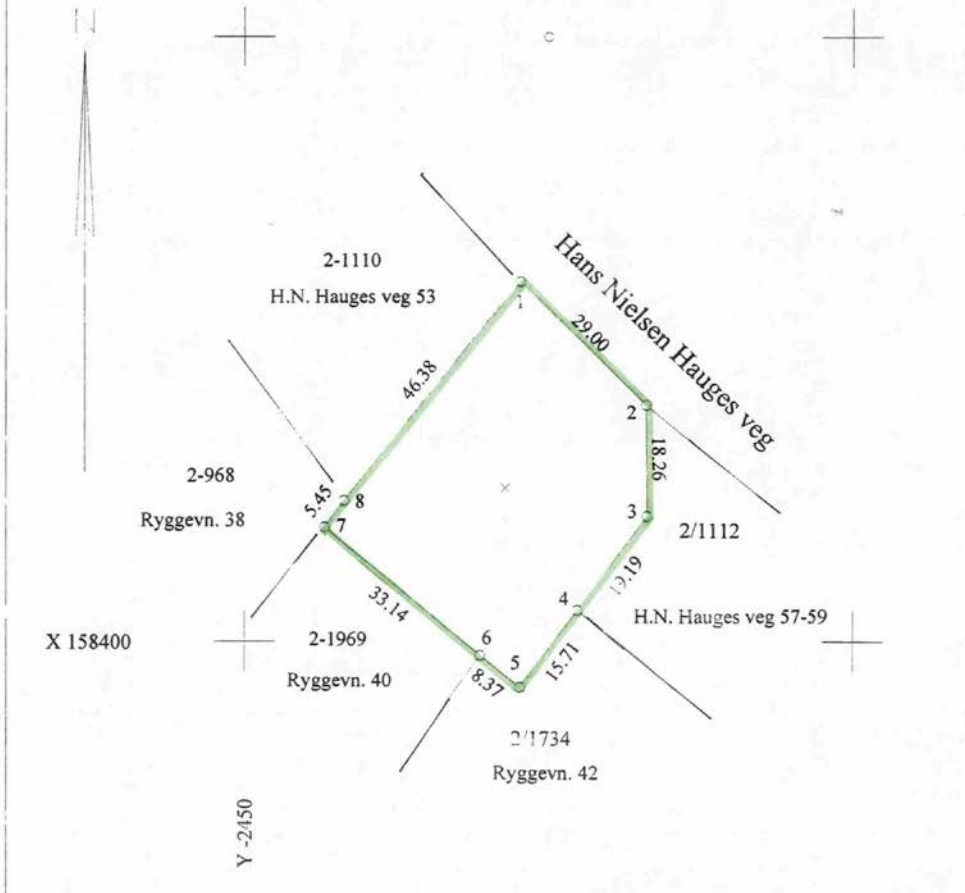 N
2-1110
H.N. Hauges veg 53
Hans Nielsen Hauges veg
1
29.00
46.38
2
18.26
2-968
Ryggevn. 38
5.45
8
7
3
2/1112
19.19
33.14
4
H.N. Hauges veg 57-59
X 158400
2-1969
Ryggevn. 40
6
5
15.71
8.37
2/1734
Ryggevn. 42
Y -2450